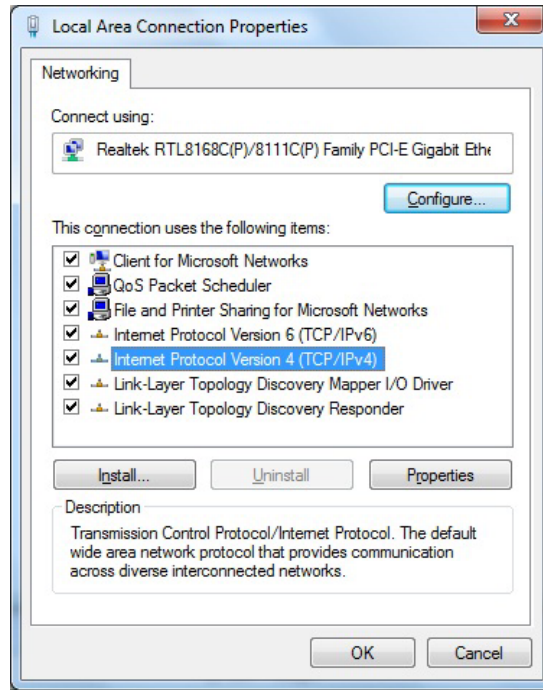 Local Area Connection Properties
Networking
Connect using:
Realtek RTL8168C(P)/8111C(P) Family PCI-E Gigabit Ethe
Configure...
This connection uses the following items:
Client for Microsoft Networks
QoS Packet Scheduler
File and Printer Sharing for Microsoft Networks
Internet Protocol Version 6 (TCP/IPv6)
Internet Protocol Version 4 (TCP/IPv4)
Link-Layer Topology Discovery Mapper I/O Driver
Link-Layer Topology Discovery Responder
Install...
Uninstall
Properties
Description
Transmission Control Protocol/Internet Protocol. The default
wide area network protocol that provides communication
across diverse interconnected networks.
OK
Cancel